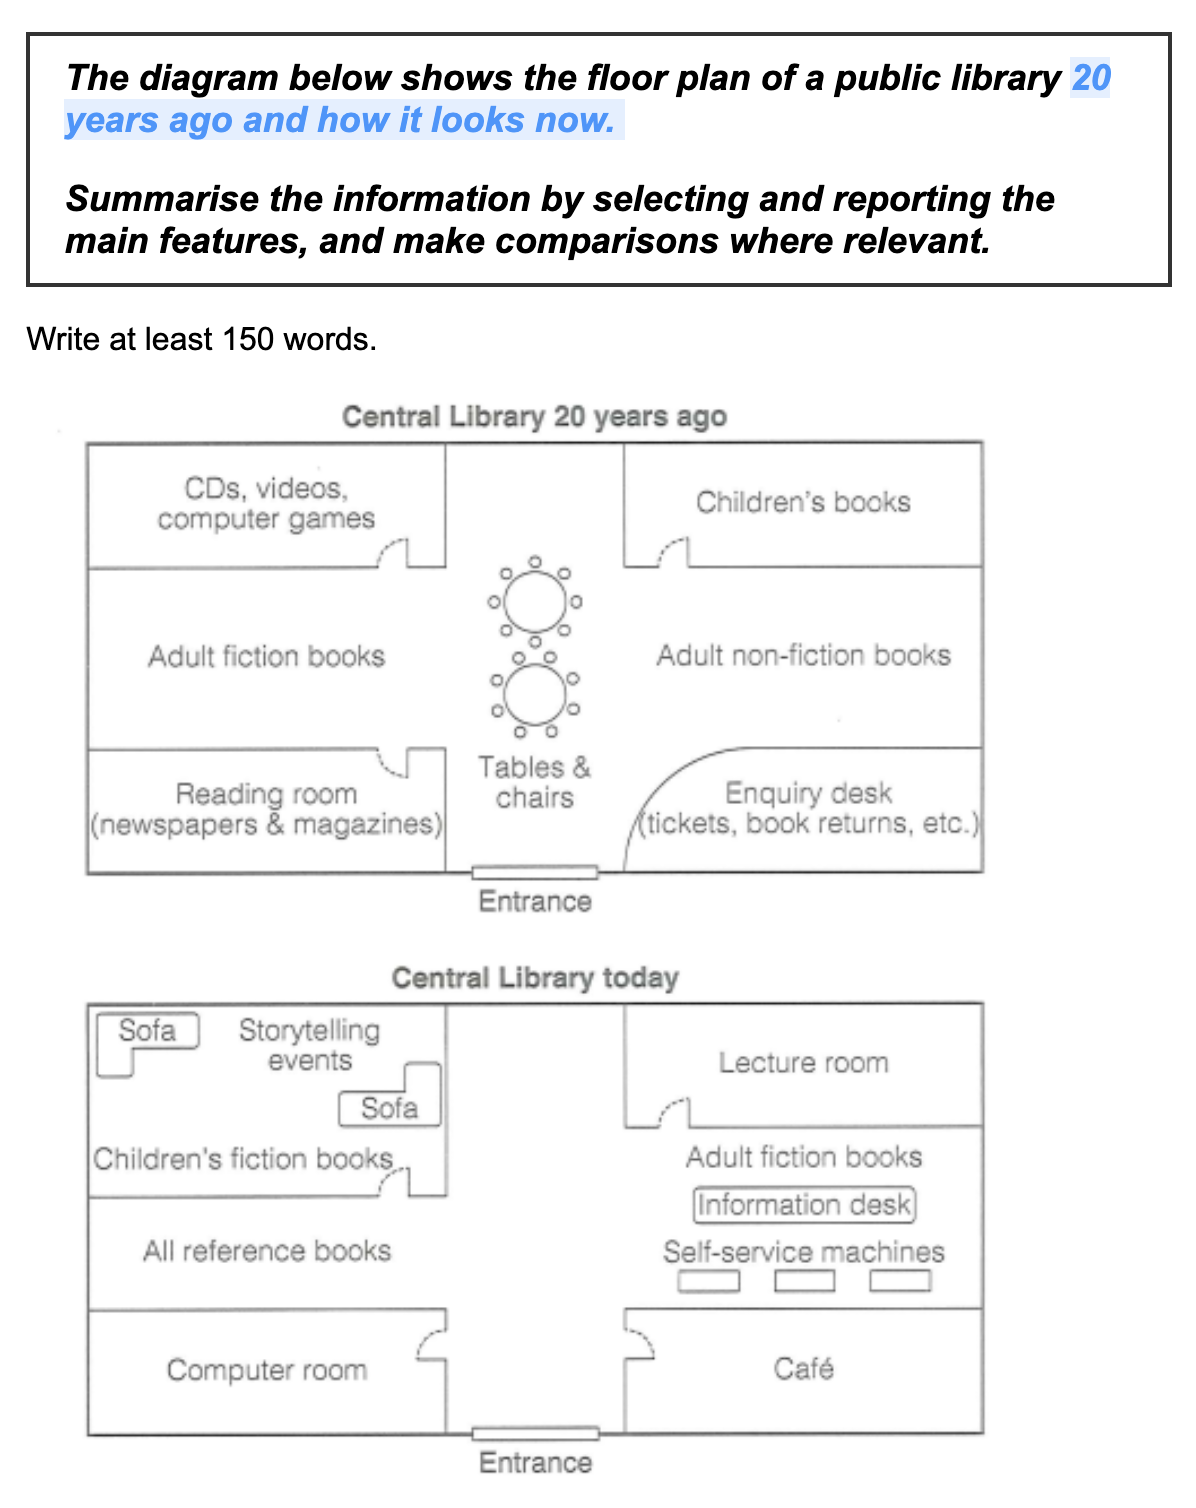 The diagram below shows the floor plan of a public library 20
years ago and how it looks now.
Summarise the information by selecting and reporting the
main features, and make comparisons where relevant.
Write at least 150 words.
Central Library 20 years ago
CDs, videos,
computer games
Children's books
Adult fiction books
Adult non-fiction books
Tables &
chairs
Reading room
(newspapers & magazines)
Enquiry desk
(tickets, book returns, etc.)
Entrance
Central Library today
Sofa
Storytelling
events
Sofa
Children's fiction books
Lecture room
All reference books
Adult fiction books
Information desk
Self-service machines
Computer room
Café
Entrance